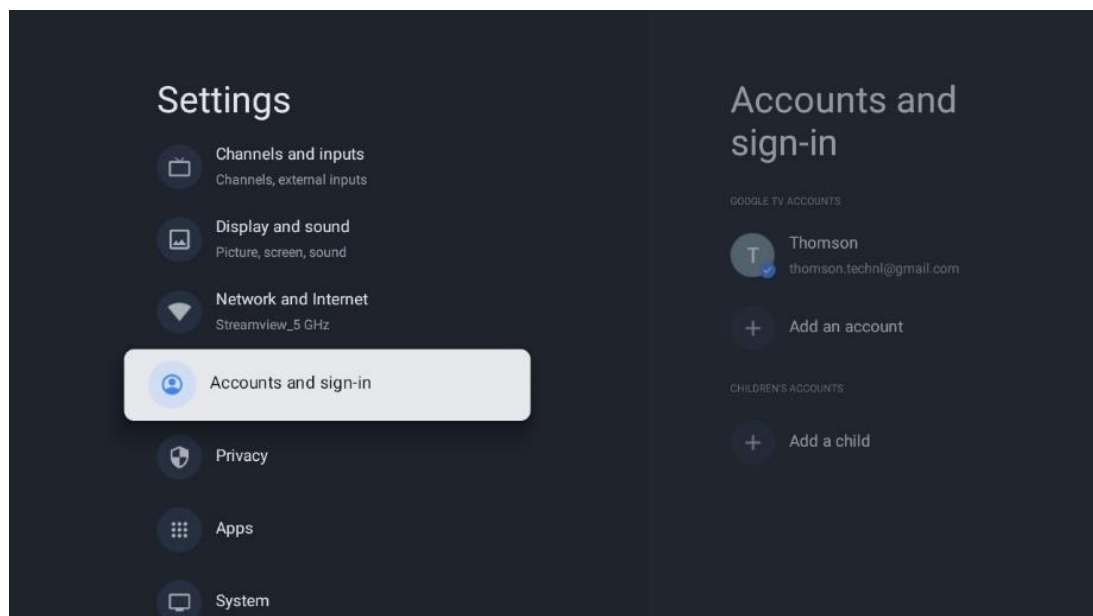 Settings
Channels and inputs
Channels, external inputs
Display and sound
Picture, screen, sound
Network and Internet
Streamview_5 GHz
Accounts and sign-in
Privacy
Apps
System
Accounts and
sign-in
GOOGLE TV ACCOUNTS
T
Thomson
thomson.technl@gmail.com
Add an account
CHILDREN'S ACCOUNTS
Add a child